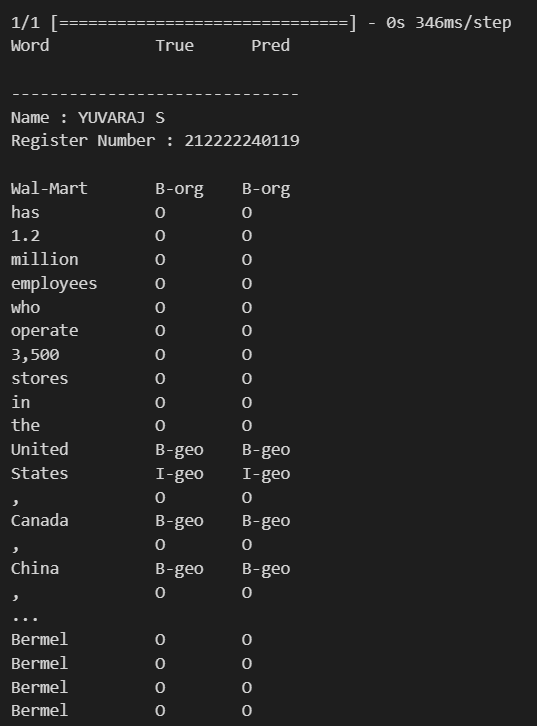 1/1 [==============================] - 0s 346ms/step
Word           True      Pred
------------------------------
Name : YUVARAJ S
Register Number : 212222240119
Wal-Mart       B-org    B-org
has            O        O
1.2            O        O
million        O        O
employees      O        O
who            O        O
operate        O        O
3,500          O        O
stores         O        O
in             O        O
the            O        O
United         B-geo    B-geo
States         I-geo    I-geo
,              O        O
Canada         B-geo    B-geo
,              O        O
China          B-geo    B-geo
,              O        O
...
Bermel         O        O
Bermel         O        O
Bermel         O        O
Bermel         O        O